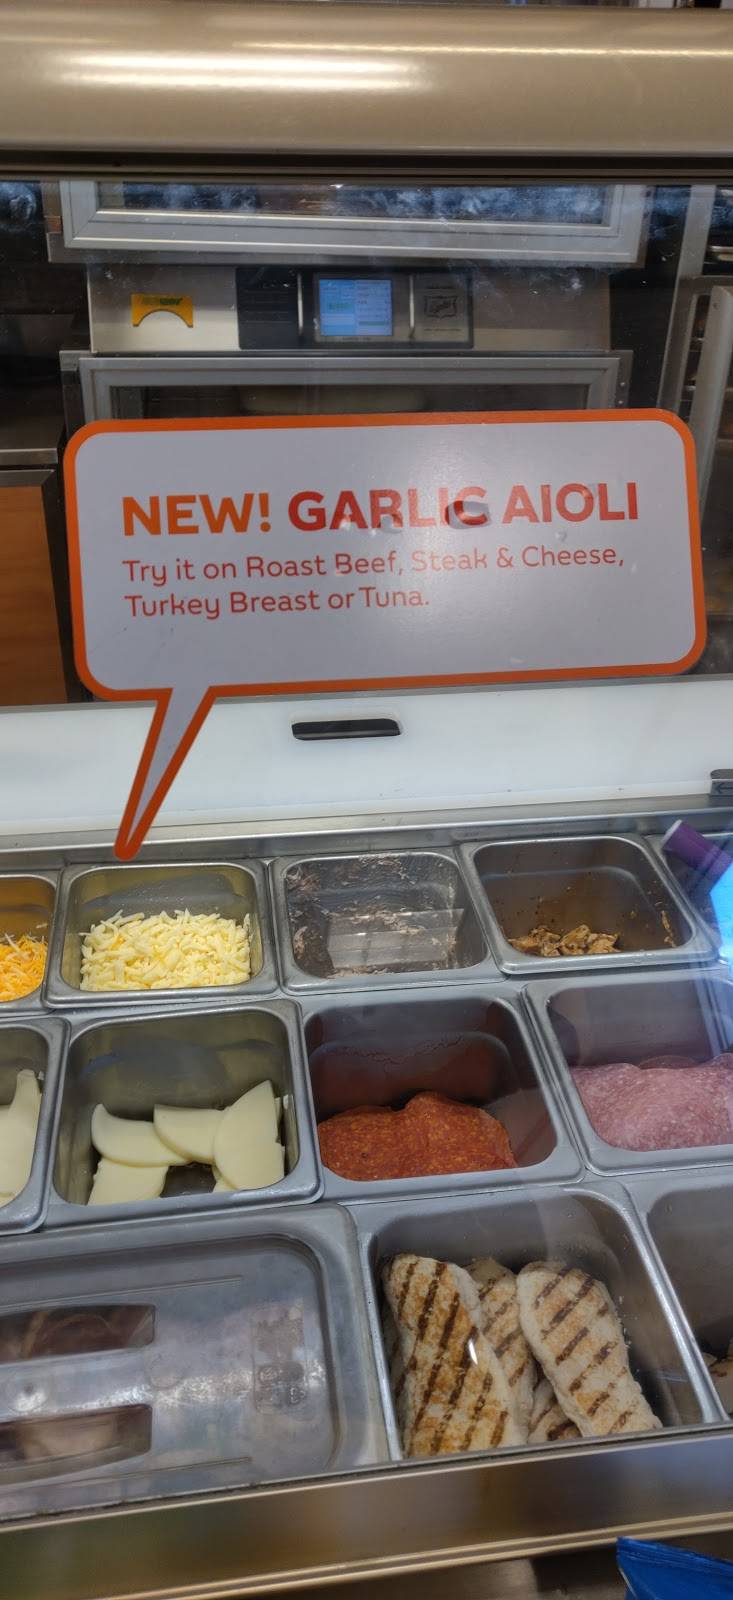 NEW! GARLIC AIOLI
Try it on Roast Beef, Steak & Cheese,
Turkey Breast or Tuna.